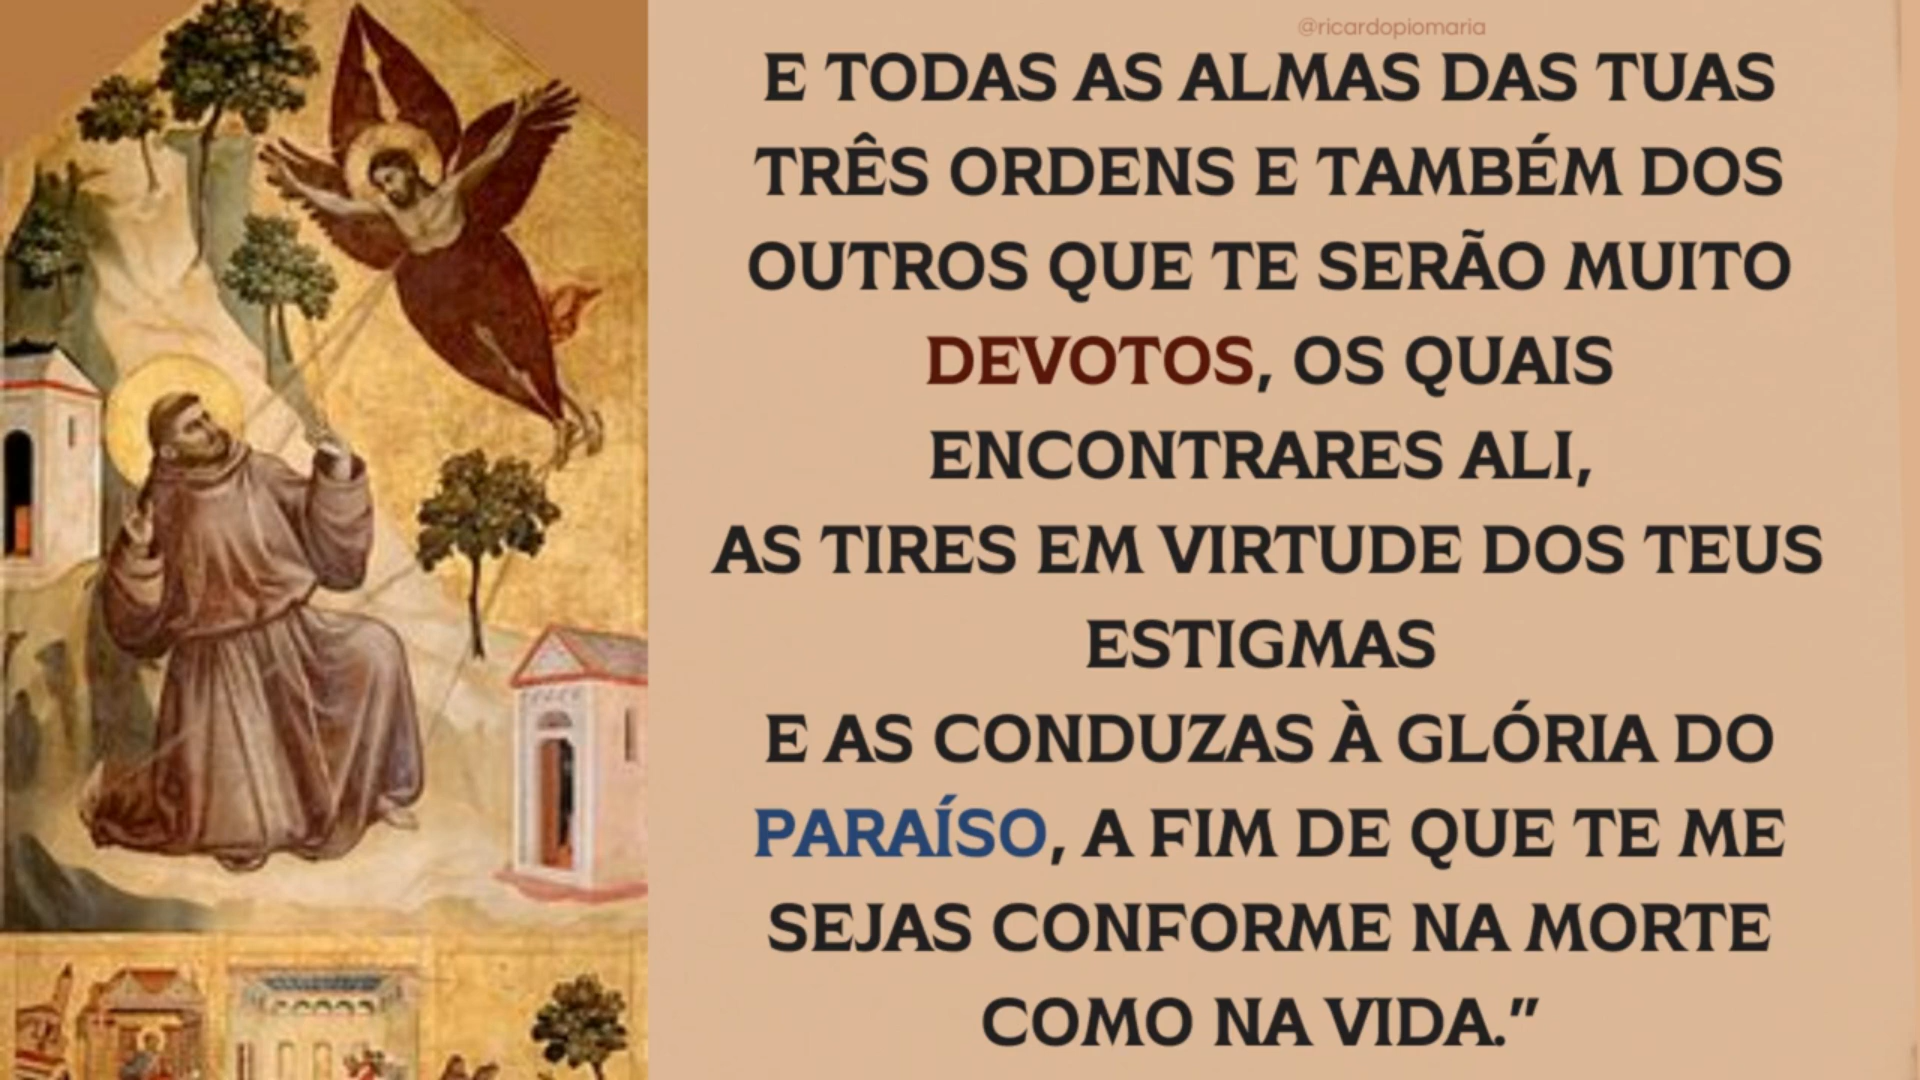 @ricardopiomaria
E TODAS AS ALMAS DAS TUAS
TRÊS ORDENS E TAMBÉM DOS
OUTROS QUE TE SERÃO MUITO
DEVOTOS, OS QUAIS
ENCONTRARES ALI,
AS TIRES EM VIRTUDE DOS TEUS
ESTIGMAS
E AS CONDUZAS À GLÓRIA DO
PARAÍSO, A FIM DE QUE TE ME
SEJAS CONFORME NA MORTE
COMO NA VIDA.”